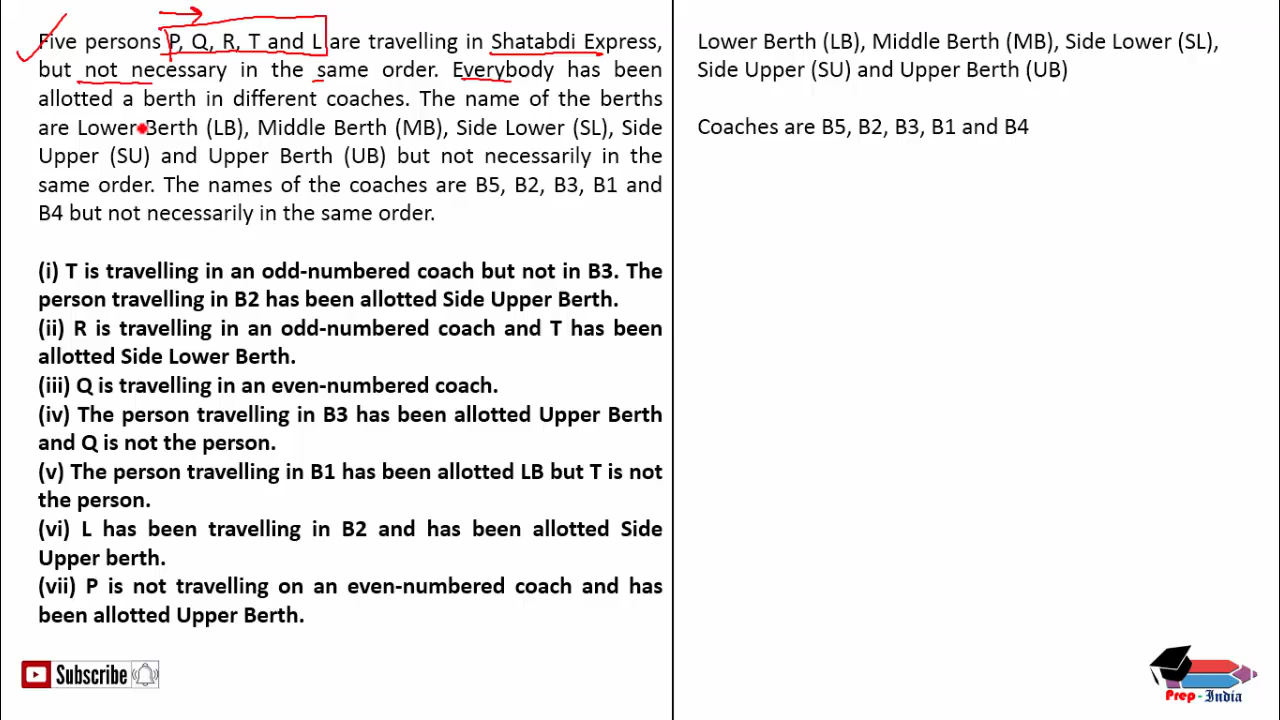 Five persons P, Q, R, T and L are travelling in Shatabdi Express,
but not necessary in the same order. Everybody has been
allotted a berth in different coaches. The name of the berths
are Lower Berth (LB), Middle Berth (MB), Side Lower (SL), Side
Upper (SU) and Upper Berth (UB) but not necessarily in the
same order. The names of the coaches are B5, B2, B3, B1 and
B4 but not necessarily in the same order.
(i) T is travelling in an odd-numbered coach but not in B3. The
person travelling in B2 has been allotted Side Upper Berth.
(ii) R is travelling in an odd-numbered coach and T has been
allotted Side Lower Berth.
(iii) Q is travelling in an even-numbered coach.
(iv) The person travelling in B3 has been allotted Upper Berth
and Q is not the person.
(v) The person travelling in B1 has been allotted LB but T is not
the person.
(vi) L has been travelling in B2 and has been allotted Side
Upper berth.
(vii) P is not travelling on an even-numbered coach and has
been allotted Upper Berth.
Subscribe
Lower Berth (LB), Middle Berth (MB), Side Lower (SL),
Side Upper (SU) and Upper Berth (UB)
Coaches are B5, B2, B3, B1 and B4
Prep-India